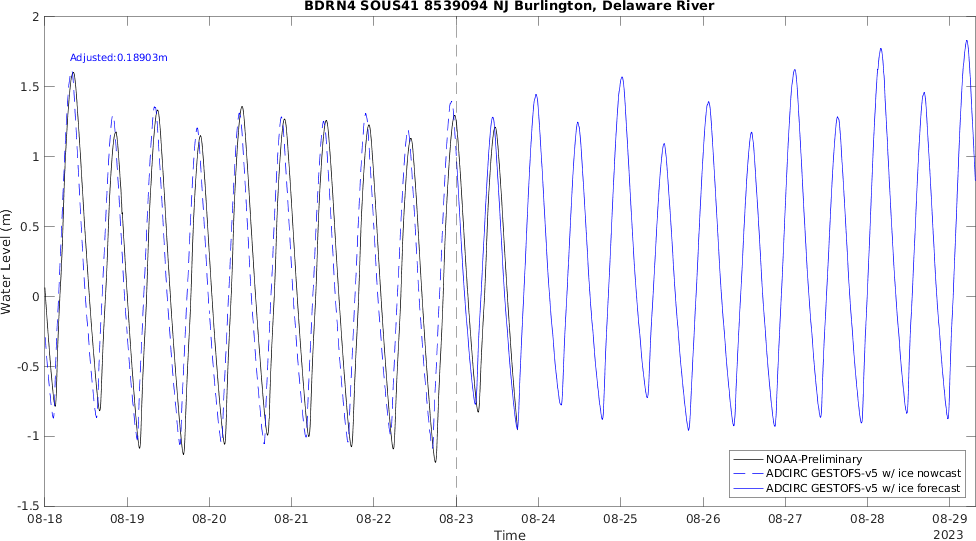 BDRN4 SOUS41 8539094 NJ Burlington, Delaware River
Adjusted:0.18903m
Water Level (m)
2
1.5
1
0.5
0
-0.5
-1
-1.5
NOAA-Preliminary
ADCIRC GESTOFS-v5 w/ ice nowcast
ADCIRC GESTOFS-v5 w/ ice forecast
08-18 08-19 08-20 08-21 08-22 08-23 08-24 08-25 08-26 08-27 08-28 08-29
2023
Time